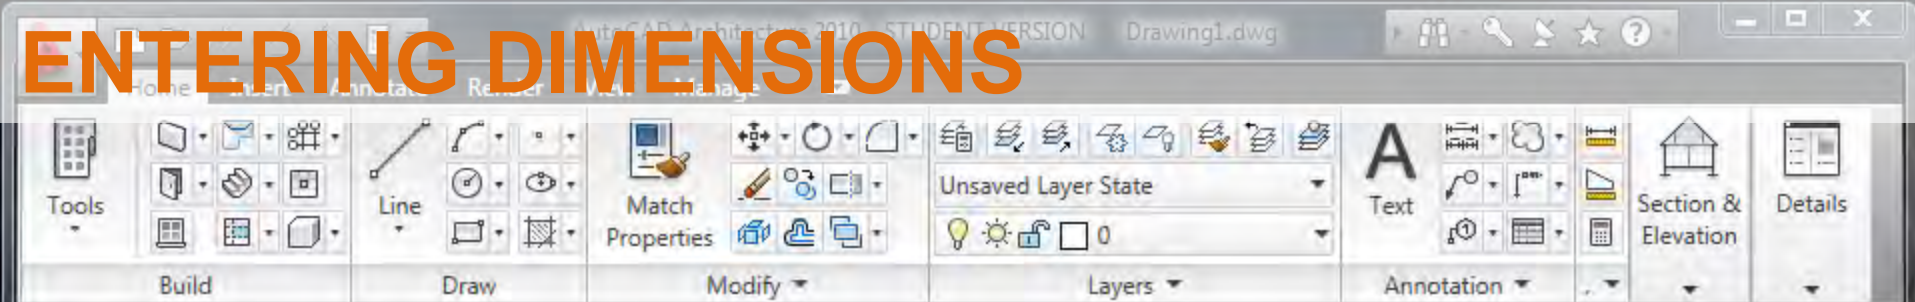 AutoCAD Architecture 2010 - STUDENT VERSION Drawing1.dwg
ENTERING DIMENSIONS
Home Insert Annotate Render View Manage
Tools Line Match Properties Unsaved Layer State Text Section & Elevation Details
0
Build Draw Modify Layers Annotation